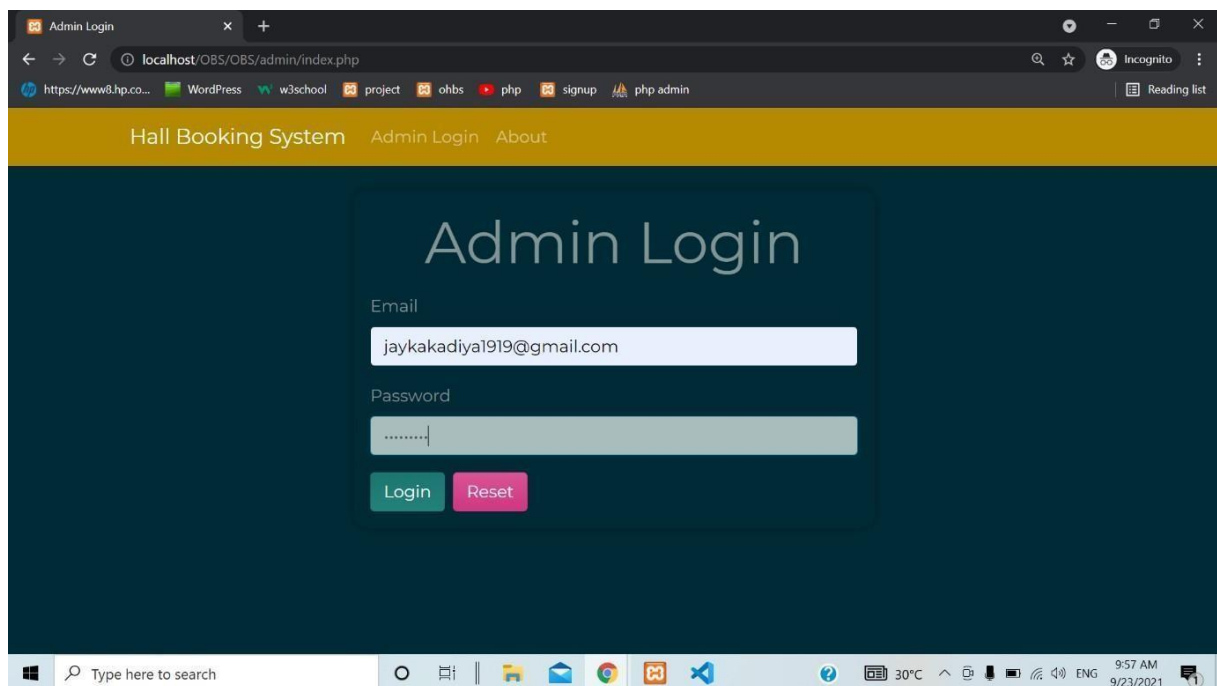 Admin Login
localhost/OBS/OBS/admin/index.php Incognito
https://www8.hp.co... WordPress w3school project ohbs php signup php admin Reading list
Hall Booking System Admin Login About
Admin Login
Email
jaykakadiya1919@gmail.com
Password
.........
Login Reset
Type here to search 30°C ENG 9:57 AM
9/23/2021